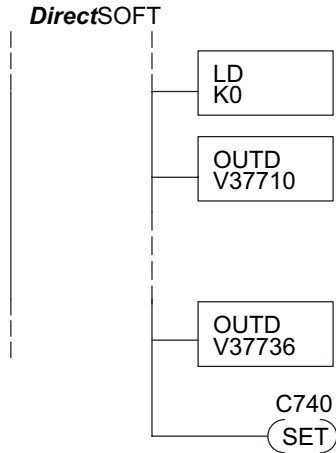 DirectSOFT
LD
K0
OUTD
V37710
OUTD
V37736
C740
SET